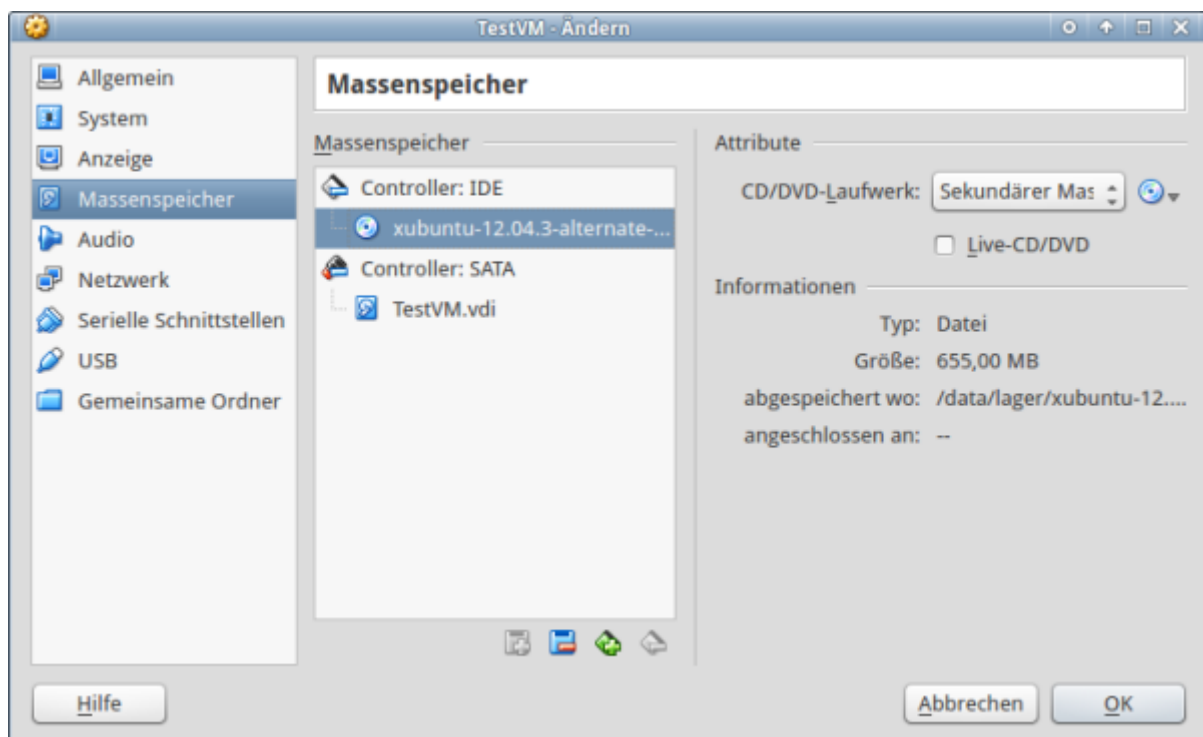 TestVM - Ändern
Allgemein
System
Anzeige
Massenspeicher
Audio
Netzwerk
Serielle Schnittstellen
USB
Gemeinsame Ordner
Massenspeicher
Massenspeicher
Controller: IDE
xubuntu-12.04.3-alternate-...
Controller: SATA
TestVM.vdi
Attribute
CD/DVD-Laufwerk: Sekundärer Mas
Live-CD/DVD
Informationen
Typ: Datei
Größe: 655,00 MB
abgespeichert wo: /data/lager/xubuntu-12....
angeschlossen an: --
Hilfe
Abbrechen
OK